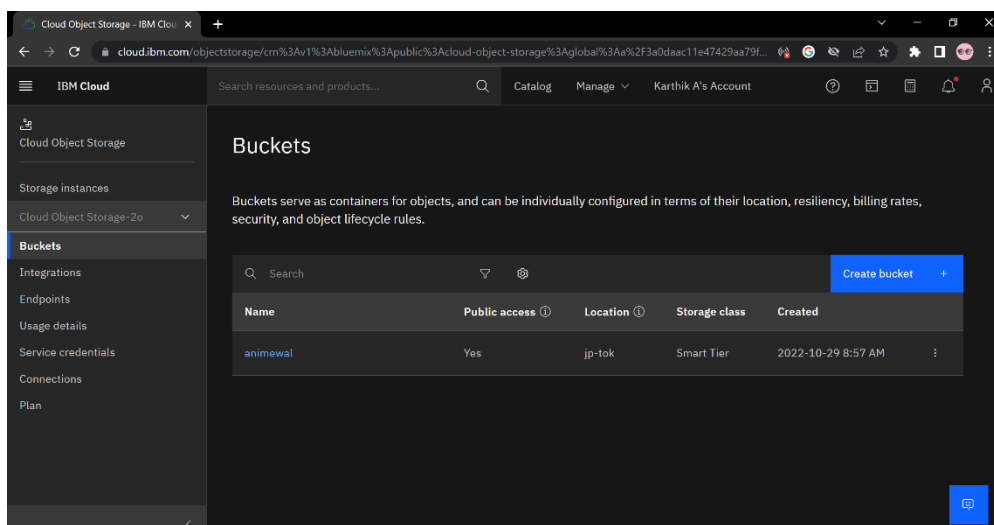 Cloud Object Storage - IBM Clou
cloud.ibm.com/objectstorage/crn%3Av1%3Abluemix%3Apublic%3Acloud-object-storage%3Aglobal%3Aa%2F3a0daac11e47429aa79f...
IBM Cloud
Search resources and products...
Catalog
Manage
Karthik A's Account
Cloud Object Storage
Storage instances
Cloud Object Storage-2o
Buckets
Integrations
Endpoints
Usage details
Service credentials
Connections
Plan
Buckets
Buckets serve as containers for objects, and can be individually configured in terms of their location, resiliency, billing rates,
security, and object lifecycle rules.
Search
Create bucket +
Name Public access Location Storage class Created
animewal Yes jp-tok Smart Tier 2022-10-29 8:57 AM